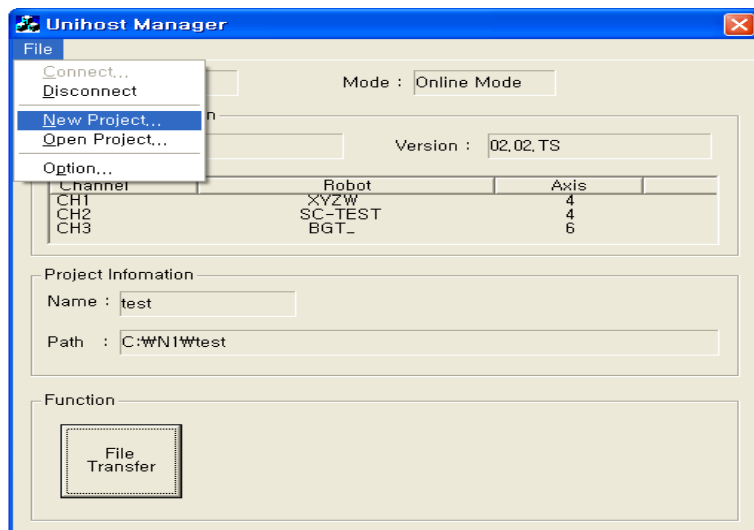 Unihost Manager
File
Connect...
Disconnect
New Project...
Open Project...
Option...
Mode : Online Mode
n
Version : 02.02.TS
Channel Robot Axis
CH1 XYZW 4
CH2 SC-TEST 4
CH3 BGT_ 6
Project Infomation
Name : test
Path : C:₩N1₩test
Function
File
Transfer